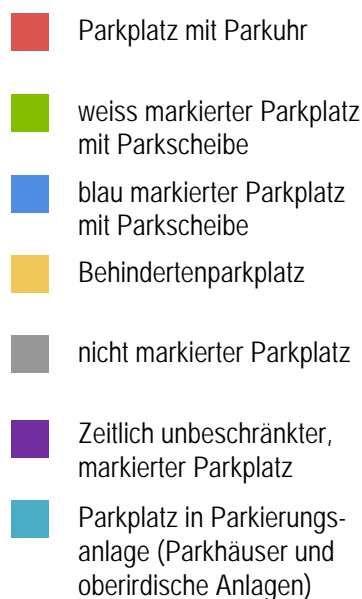 Parkplatz mit Parkuhr
weiss markierter Parkplatz
mit Parkscheibe
blau markierter Parkplatz
mit Parkscheibe
Behindertenparkplatz
nicht markierter Parkplatz
Zeitlich unbeschränkter,
markierter Parkplatz
Parkplatz in Parkierungs-
anlage (Parkhäuser und
oberirdische Anlagen)